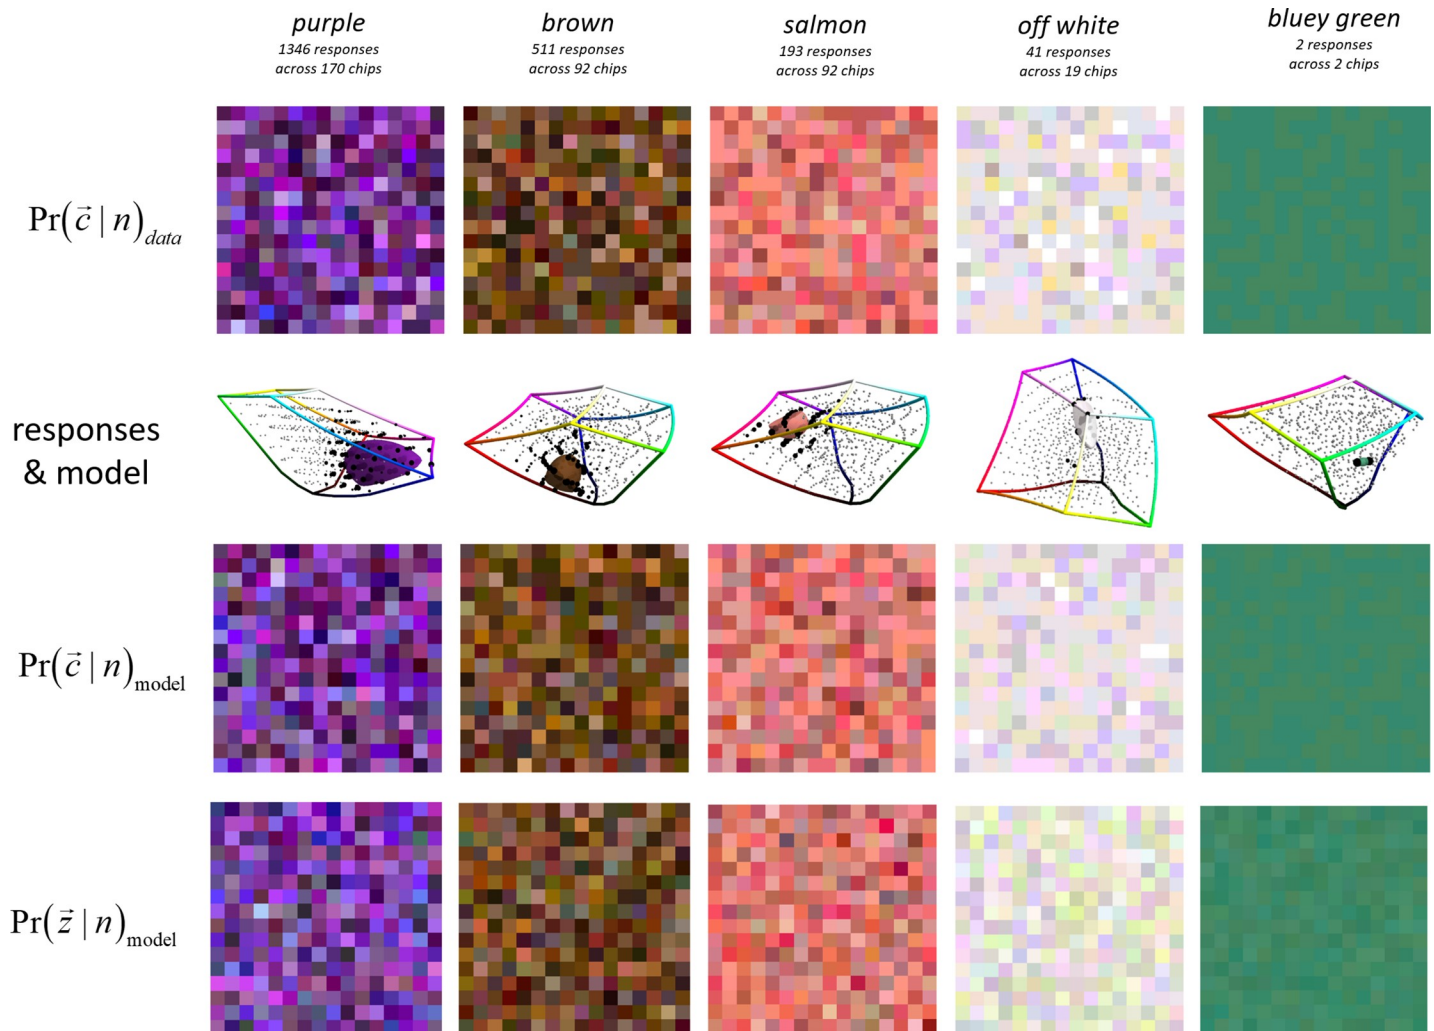 purple
1346 responses
across 170 chips
brown
511 responses
across 92 chips
salmon
193 responses
across 92 chips
off white
41 responses
across 19 chips
bluey green
2 responses
across 2 chips
Pr(c⃗ | n)data
responses
& model
Pr(c⃗ | n)model
Pr(z⃗ | n)model